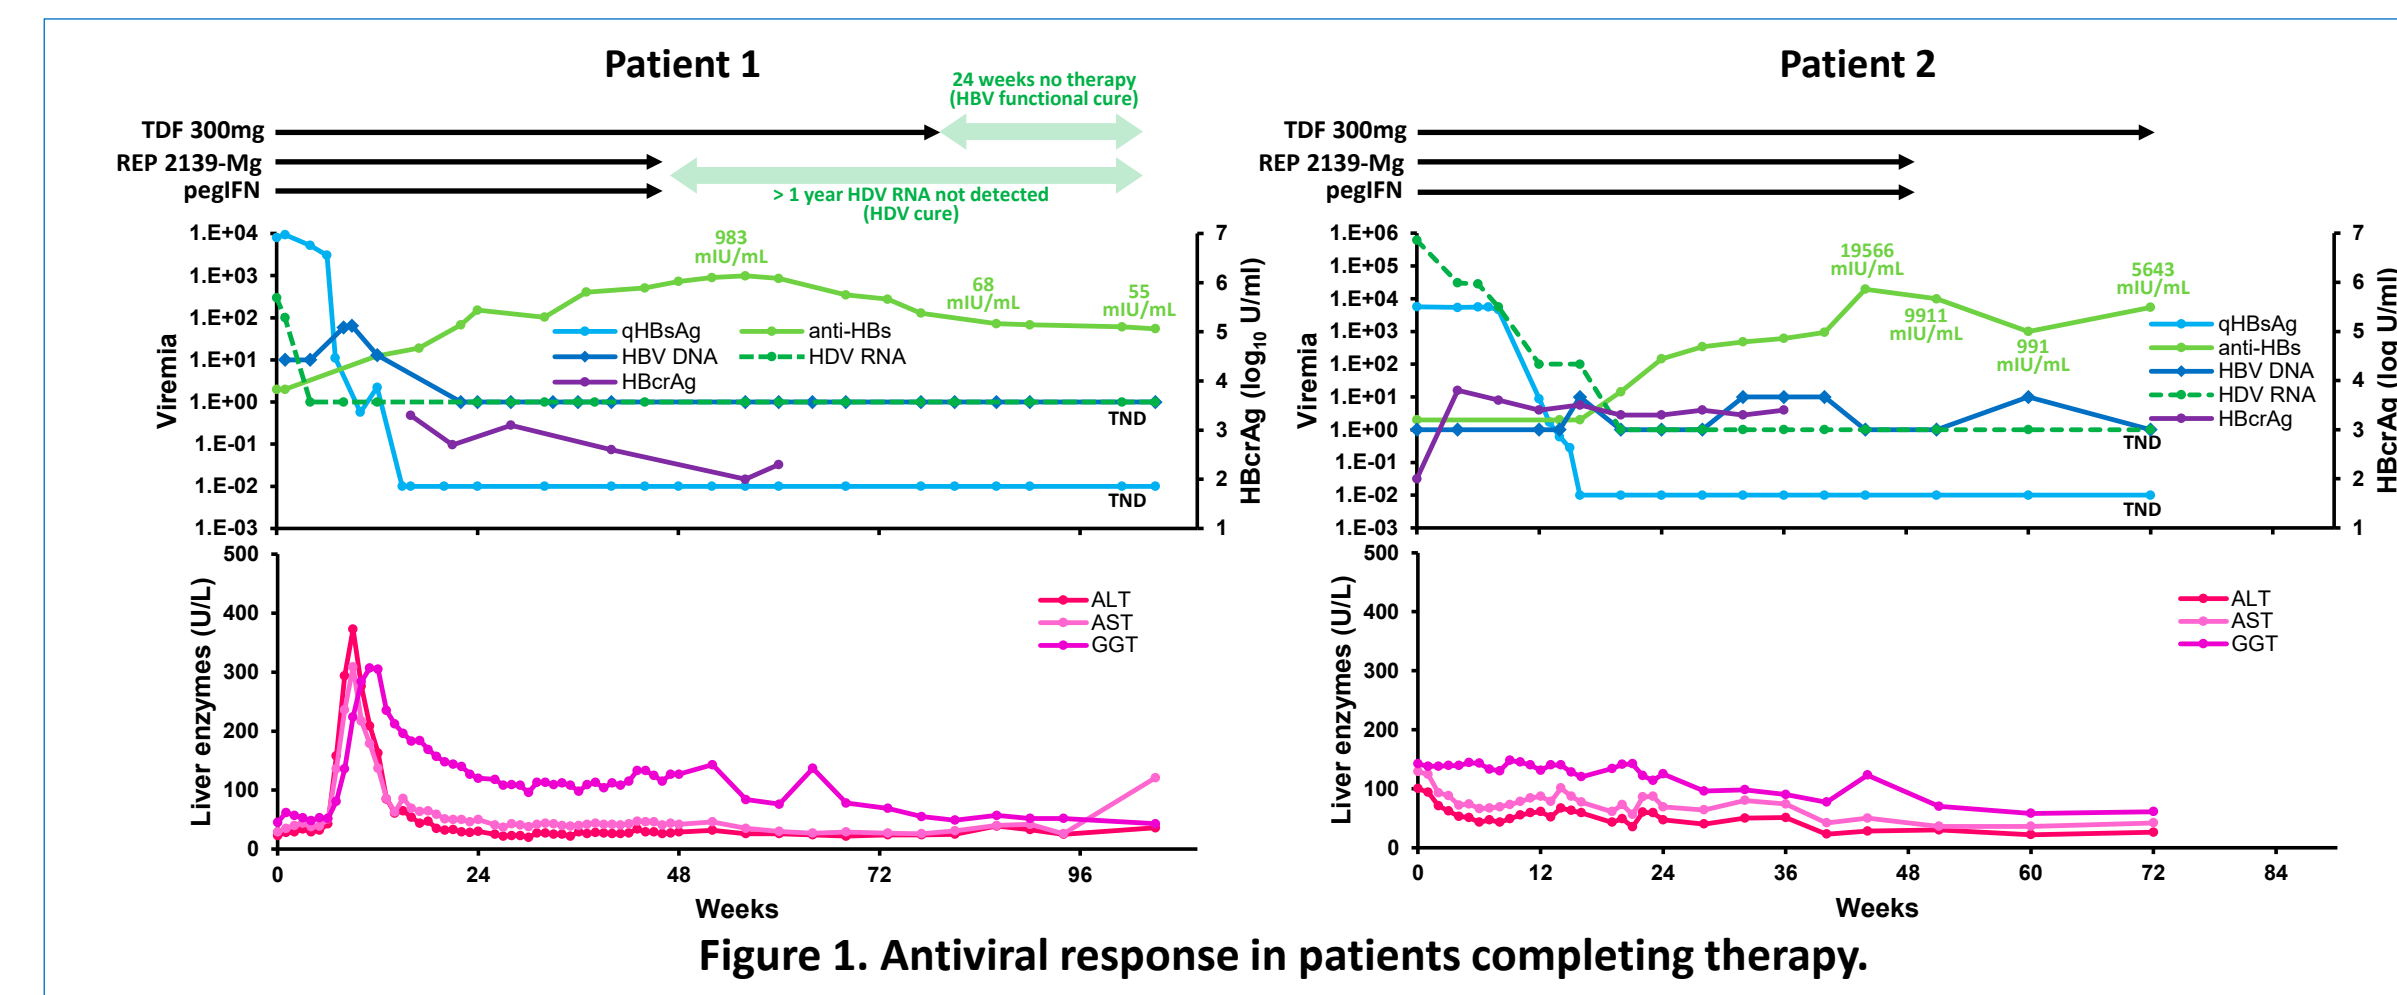 Patient 1
24 weeks no therapy
(HBV functional cure)
TDF 300mg
REP 2139-Mg
pegIFN
> 1 year HDV RNA not detected
(HDV cure)
1.E+04
1.E+03
1.E+02
1.E+01
1.E+00
1.E-01
1.E-02
1.E-03
Viremia
983
mIU/mL
68
mIU/mL
55
mIU/mL
qHBsAg
anti-HBs
HBV DNA
HDV RNA
HBcrAg
TND
TND
7
6
5
4
3
2
1
HBcrAg (log10 U/ml)
500
400
300
200
100
0
Liver enzymes (U/L)
ALT
AST
GGT
0
24
48
72
96
Weeks
Patient 2
TDF 300mg
REP 2139-Mg
pegIFN
1.E+06
1.E+05
1.E+04
1.E+03
1.E+02
1.E+01
1.E+00
1.E-01
1.E-02
1.E-03
Viremia
19566
mIU/mL
9911
mIU/mL
991
mIU/mL
5643
mIU/mL
qHBsAg
anti-HBs
HBV DNA
HDV RNA
HBcrAg
TND
TND
7
6
5
4
3
2
1
HBcrAg (log U/ml)
500
400
300
200
100
0
Liver enzymes (U/L)
ALT
AST
GGT
0
12
24
36
48
60
72
84
Weeks
Figure 1. Antiviral response in patients completing therapy.